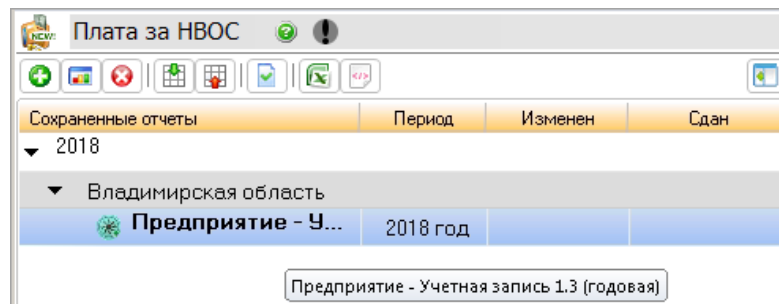 NEW!
Плата за НВОС
Сохраненные отчеты Период Изменен Сдан
2018
Владимирская область
Предприятие - У... 2018 год
Предприятие - Учетная запись 1.3 (годовая)